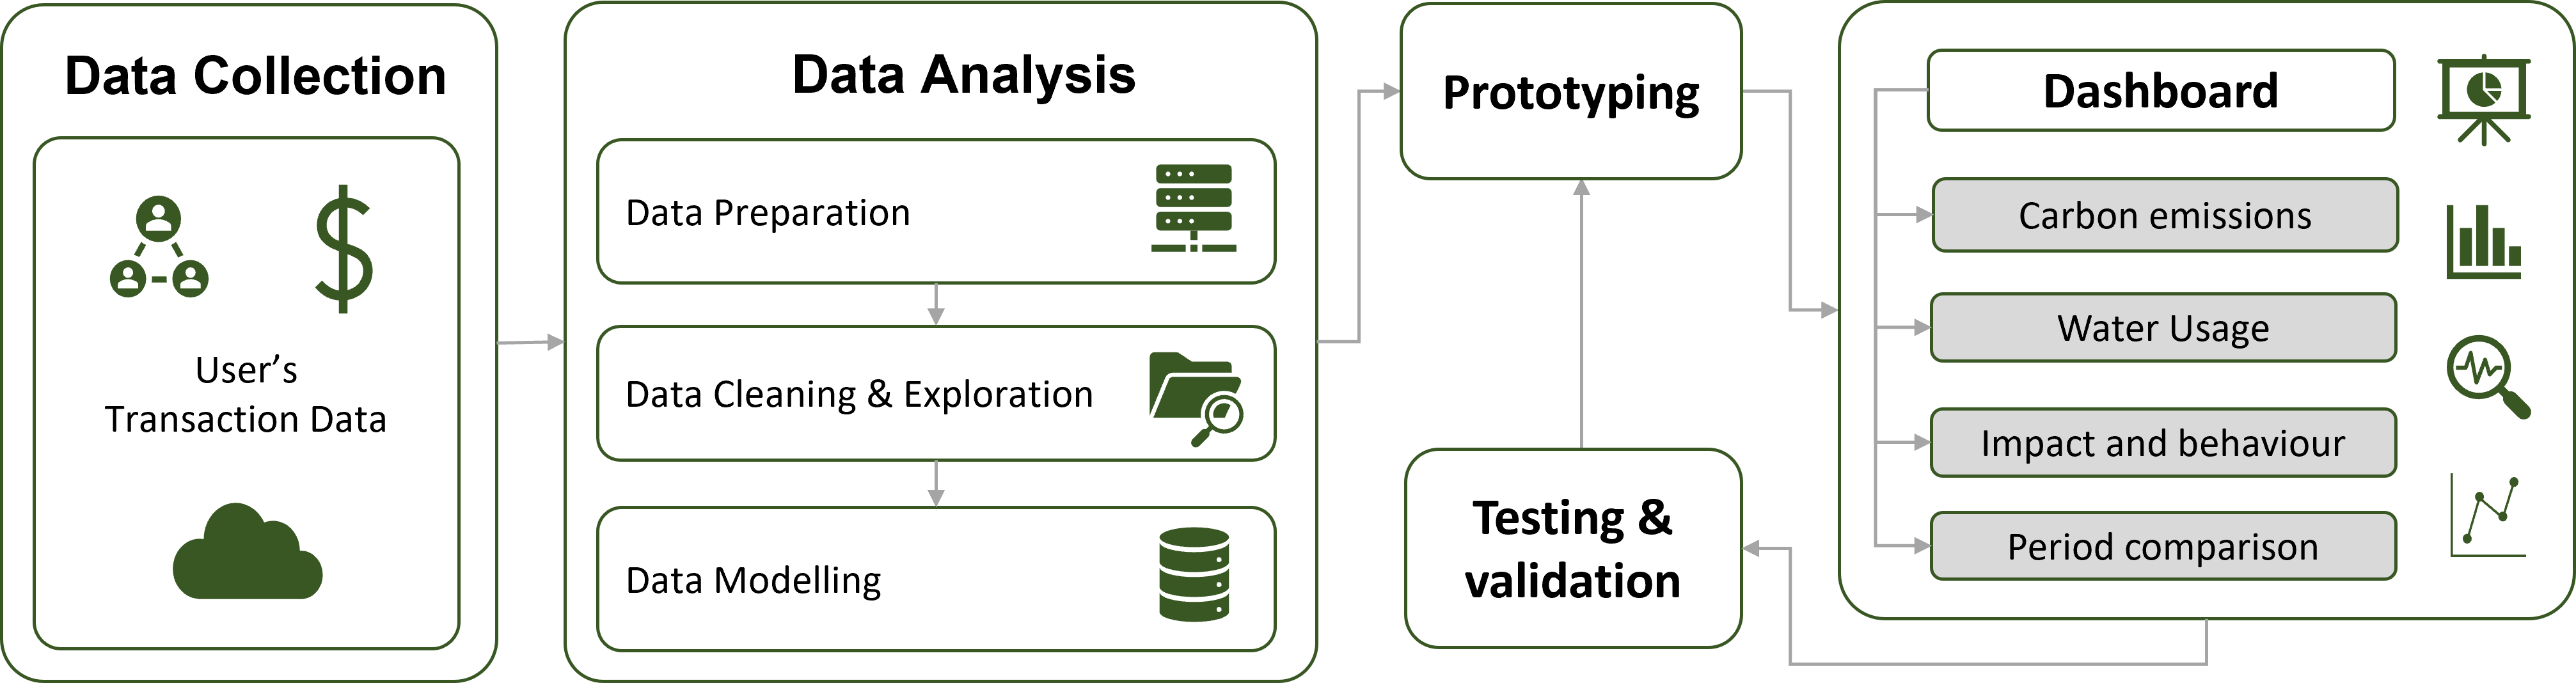 Data Collection
User’s
Transaction Data
Data Analysis
Data Preparation
Data Cleaning & Exploration
Data Modelling
Prototyping
Testing &
validation
Dashboard
Carbon emissions
Water Usage
Impact and behaviour
Period comparison